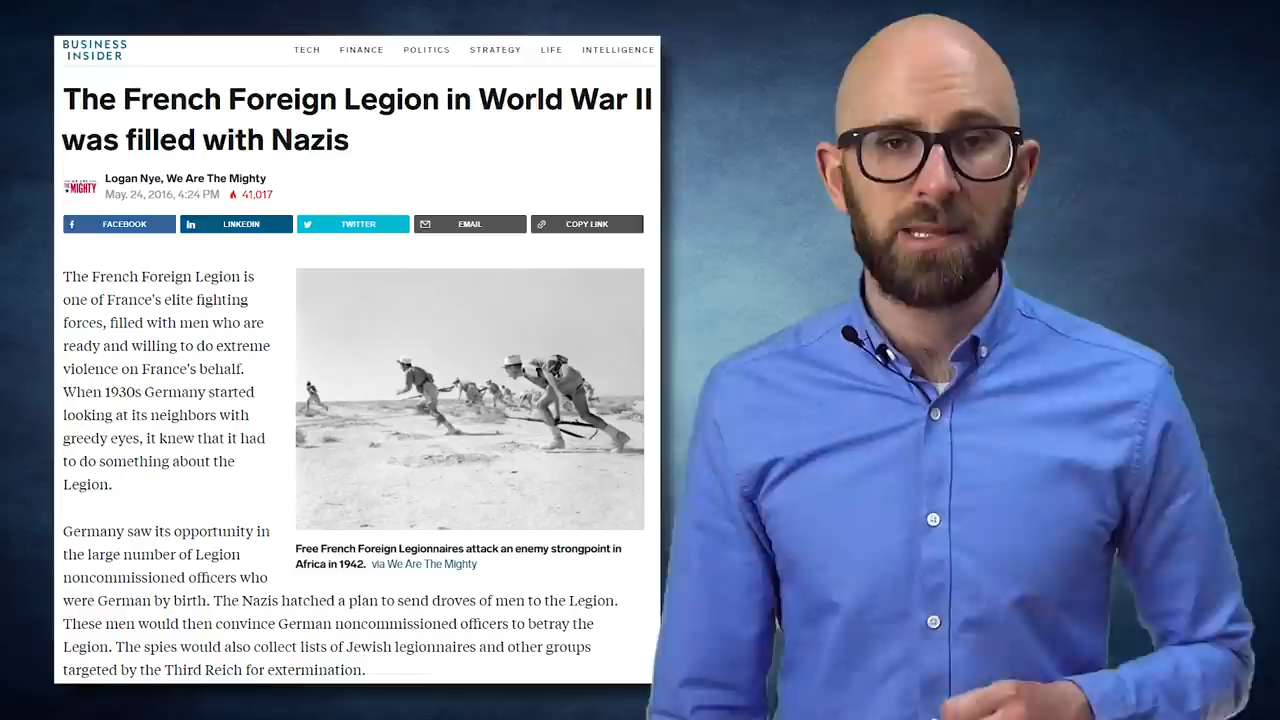 BUSINESS
INSIDER
TECH FINANCE POLITICS STRATEGY LIFE INTELLIGENCE
The French Foreign Legion in World War II
was filled with Nazis
THE MIGHTY
Logan Nye, We Are The Mighty
May. 24, 2016, 4:24 PM 41,017
FACEBOOK LINKEDIN TWITTER EMAIL COPY LINK
The French Foreign Legion is
one of France's elite fighting
forces, filled with men who are
ready and willing to do extreme
violence on France's behalf.
When 1930s Germany started
looking at its neighbors with
greedy eyes, it knew that it had
to do something about the
Legion.
Free French Foreign Legionnaires attack an enemy strongpoint in
Africa in 1942. via We Are The Mighty
Germany saw its opportunity in
the large number of Legion
noncommissioned officers who
were German by birth. The Nazis hatched a plan to send droves of men to the Legion.
These men would then convince German noncommissioned officers to betray the
Legion. The spies would also collect lists of Jewish legionnaires and other groups
targeted by the Third Reich for extermination.